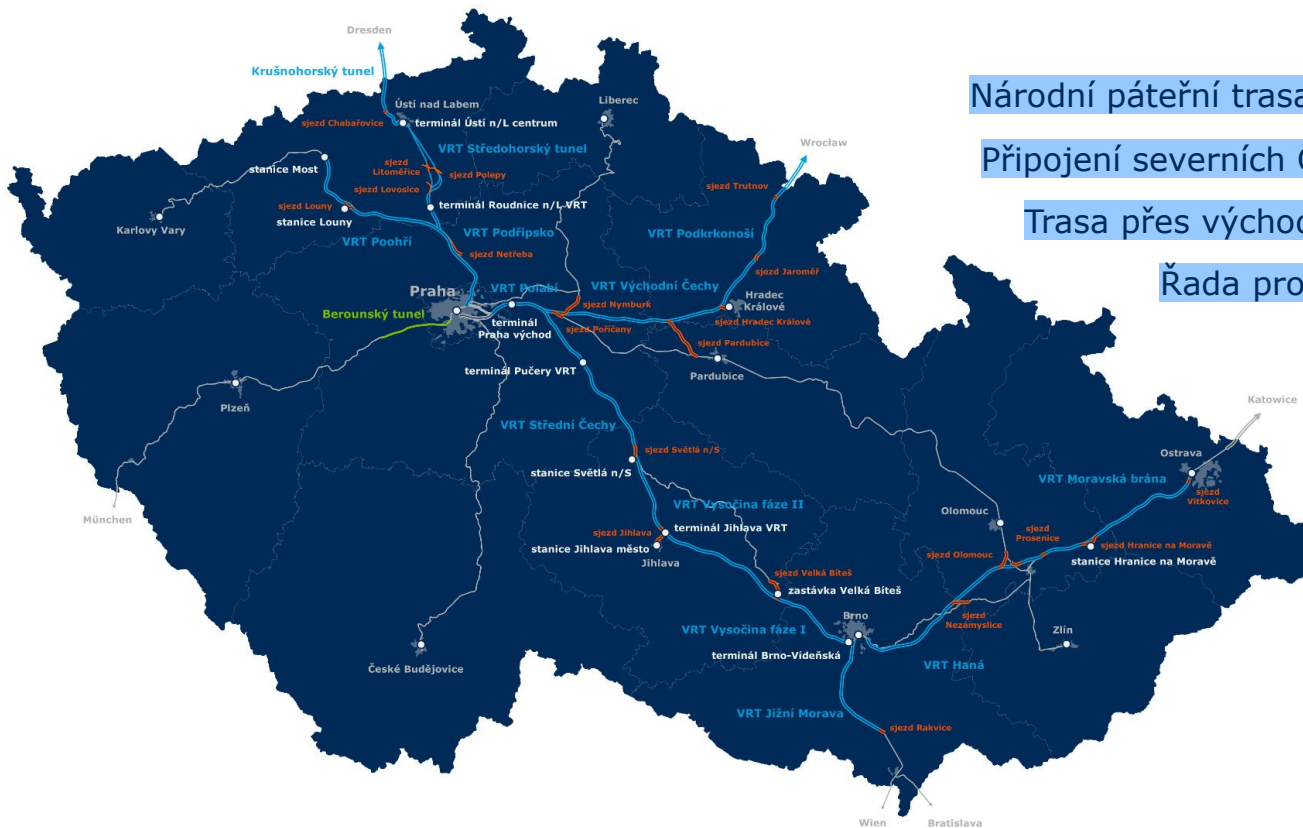 Dresden
Krušnohorský tunel
Ústí nad Labem
Liberec
sjezd Chabařovice
terminál Ústí n/L centrum
VRT Středohorský tunel
Wrocław
stanice Most
sjezd
Litoměřice
sjezd Polepy
sjezd Lovosice
sjezd Trutnov
sjezd Louny
stanice Louny
terminál Roudnice n/L VRT
Karlovy Vary
VRT Poohří
VRT Podřipsko
VRT Podkrkonoší
sjezd Netřeba
sjezd Jaroměř
Praha
VRT Polabí
VRT Východní Čechy
Hradec
Králové
Berounský tunel
sjezd Nymburk
terminál
Praha východ
sjezd Poříčany
sjezd Hradec Králové
sjezd Pardubice
terminál Pučery VRT
Pardubice
Plzeň
Katowice
VRT Střední Čechy
sjezd Světlá n/S
Ostrava
stanice Světlá n/S
VRT Moravská brána
sjezd
Vítkovice
München
VRT Vysočina fáze II
Olomouc
sjezd Jihlava
terminál Jihlava VRT
sjezd
Prosenice
stanice Jihlava město
Jihlava
sjezd Olomouc
sjezd Hranice na Moravě
stanice Hranice na Moravě
sjezd Velká Bíteš
zastávka Velká Bíteš
Brno
sjezd
Nezamyslice
VRT Vysočina fáze I
Zlín
terminál Brno-Vídeňská
České Budějovice
VRT Haná
VRT Jižní Morava
sjezd Rakvice
Wien
Bratislava
Národní páteřní trasa
Připojení severních
Trasa přes východ
Řada pro